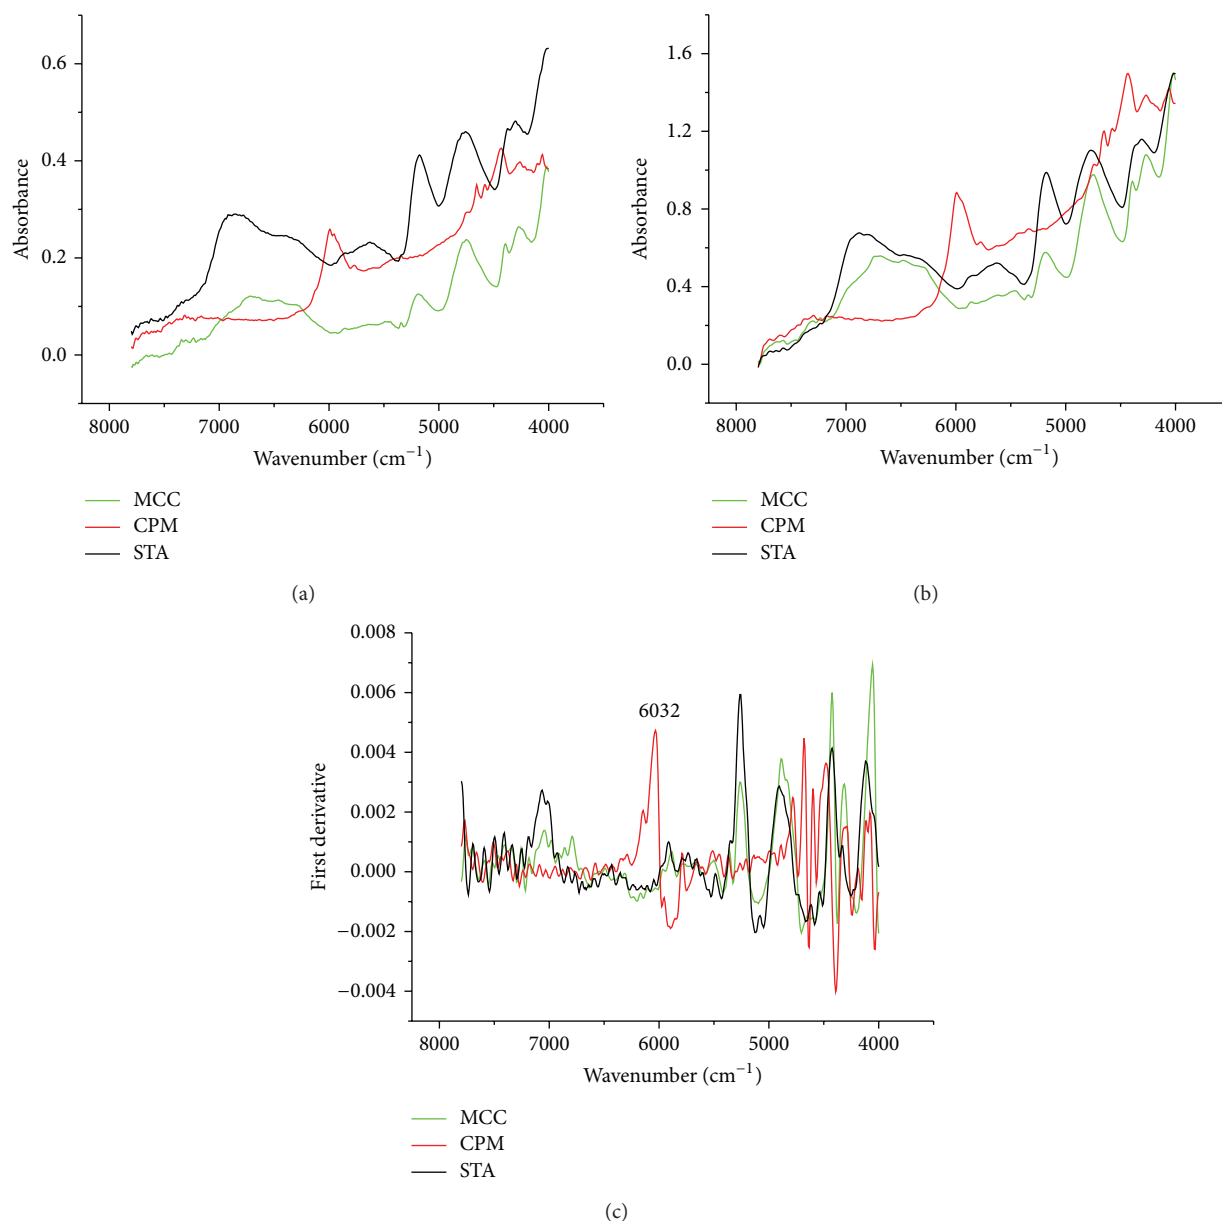 0.6
0.4
0.2
0.0
Absorbance
8000 7000 6000 5000 4000
Wavenumber (cm⁻¹)
MCC
CPM
STA
(a)
1.6
1.2
0.8
0.4
0.0
Absorbance
8000 7000 6000 5000 4000
Wavenumber (cm⁻¹)
MCC
CPM
STA
(b)
0.008
0.006
0.004
0.002
0.000
−0.002
−0.004
First derivative
6032
8000 7000 6000 5000 4000
Wavenumber (cm⁻¹)
MCC
CPM
STA
(c)